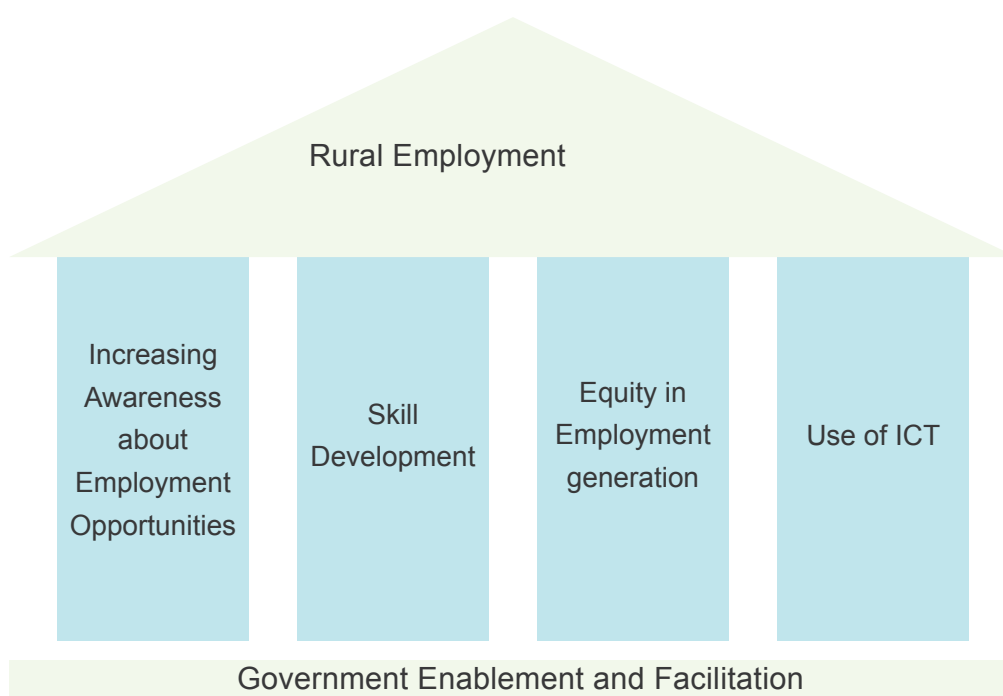 Rural Employment
Increasing
Awareness
about
Employment
Opportunities
Skill
Development
Equity in
Employment
generation
Use of ICT
Government Enablement and Facilitation